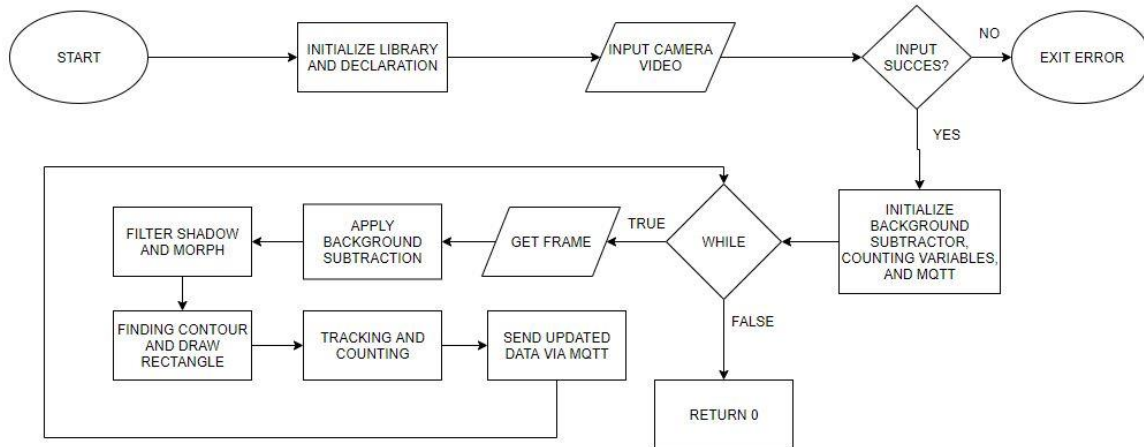 START
INITIALIZE LIBRARY
AND DECLARATION
INPUT CAMERA
VIDEO
INPUT
SUCCES?
NO
EXIT ERROR
YES
INITIALIZE
BACKGROUND
SUBTRACTOR,
COUNTING VARIABLES,
AND MQTT
WHILE
TRUE
GET FRAME
APPLY
BACKGROUND
SUBTRACTION
FILTER SHADOW
AND MORPH
FINDING CONTOUR
AND DRAW
RECTANGLE
TRACKING AND
COUNTING
SEND UPDATED
DATA VIA MQTT
FALSE
RETURN 0